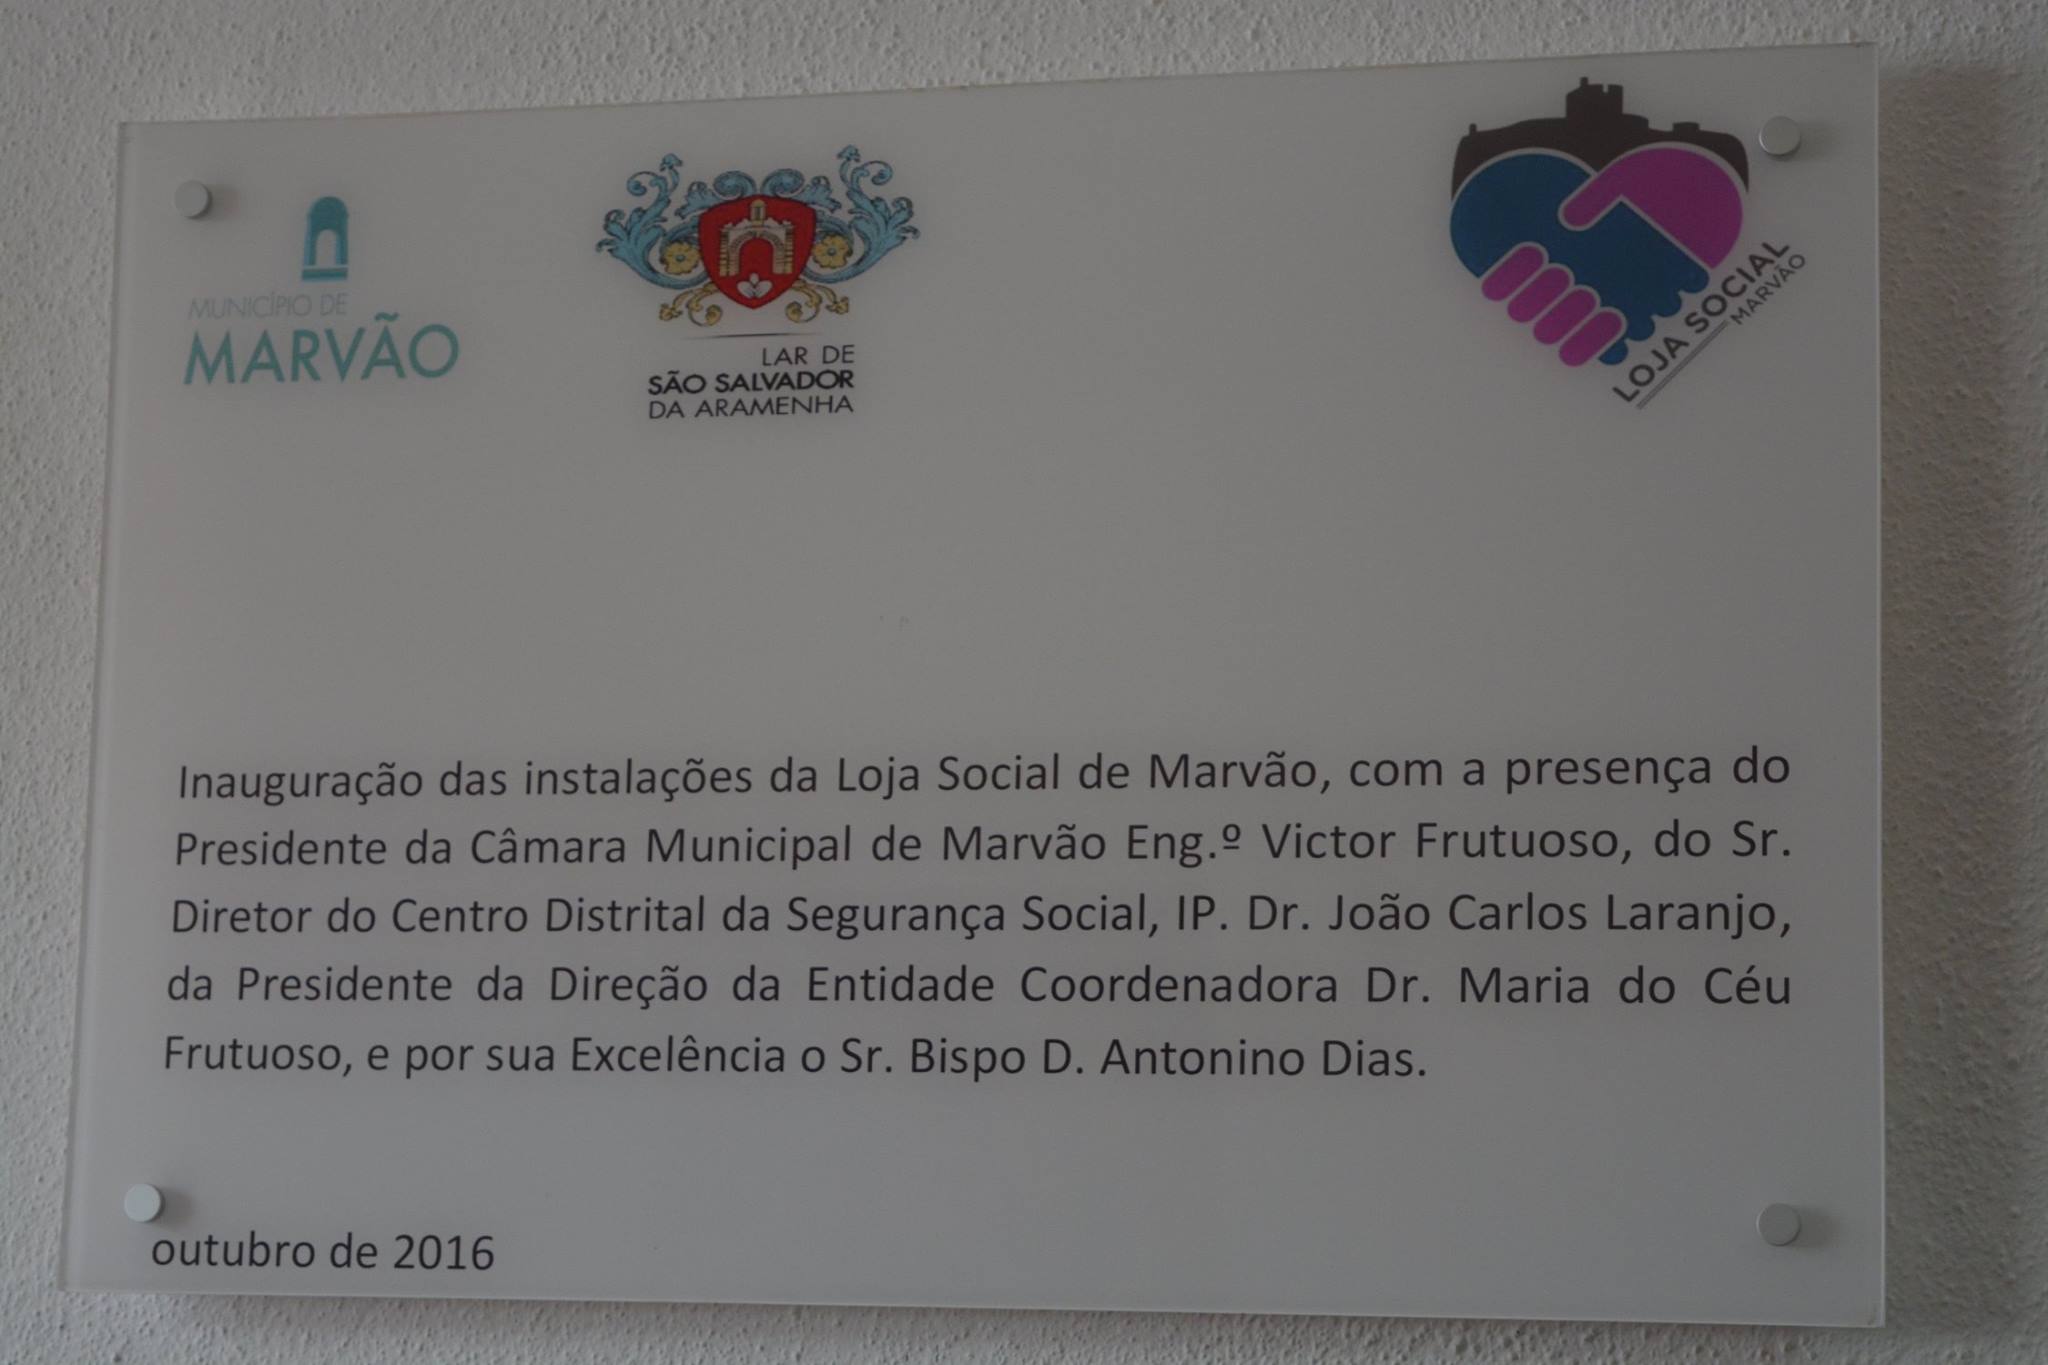 MUNICÍPIO DE
MARVÃO
LAR DE
SÃO SALVADOR
DA ARAMENHA
LOJA SOCIAL
MARVÃO
Inauguração das instalações da Loja Social de Marvão, com a presença do
Presidente da Câmara Municipal de Marvão Eng.º Victor Frutuoso, do Sr.
Diretor do Centro Distrital da Segurança Social, IP. Dr. João Carlos Laranjo,
da Presidente da Direção da Entidade Coordenadora Dr. Maria do Céu
Frutuoso, e por sua Excelência o Sr. Bispo D. Antonino Dias.
outubro de 2016